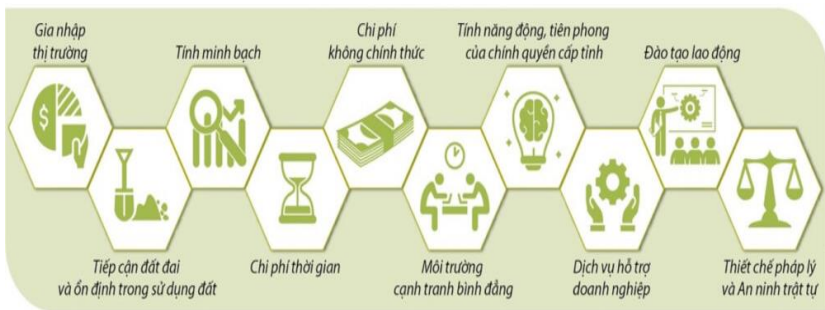 Gia nhập
thị trường
Tính minh bạch
Chi phí
không chính thức
Tính năng động, tiên phong
của chính quyền cấp tỉnh
Đào tạo lao động
Tiếp cận đất đai
và ổn định trong sử dụng đất
Chi phí thời gian
Môi trường
cạnh tranh bình đẳng
Dịch vụ hỗ trợ
doanh nghiệp
Thiết chế pháp lý
và An ninh trật tự
$